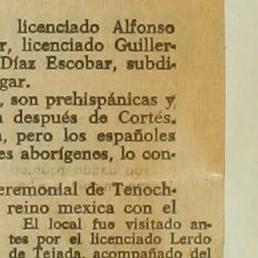 licenciado Alfonso
r, licenciado Guiller-
Díaz Escobar, subdi-
gar.
, son prehispánicas y
a después de Cortés.
a, pero los españoles
es aborígenes, lo con-
eremonial de Tenoch-
reino mexica con el
El local fue visitado an-
tes por el licenciado Lerdo
de Tejada, acompañado del